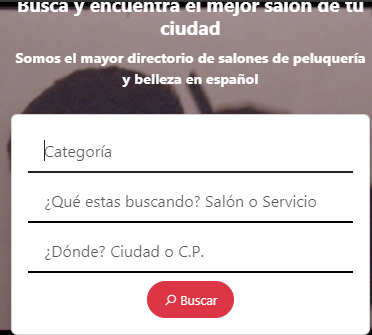 Busca y encuentra el mejor salón de tu
ciudad
Somos el mayor directorio de salones de peluquería
y belleza en español
Categoría
¿Qué estas buscando? Salón o Servicio
¿Dónde? Ciudad o C.P.
Buscar